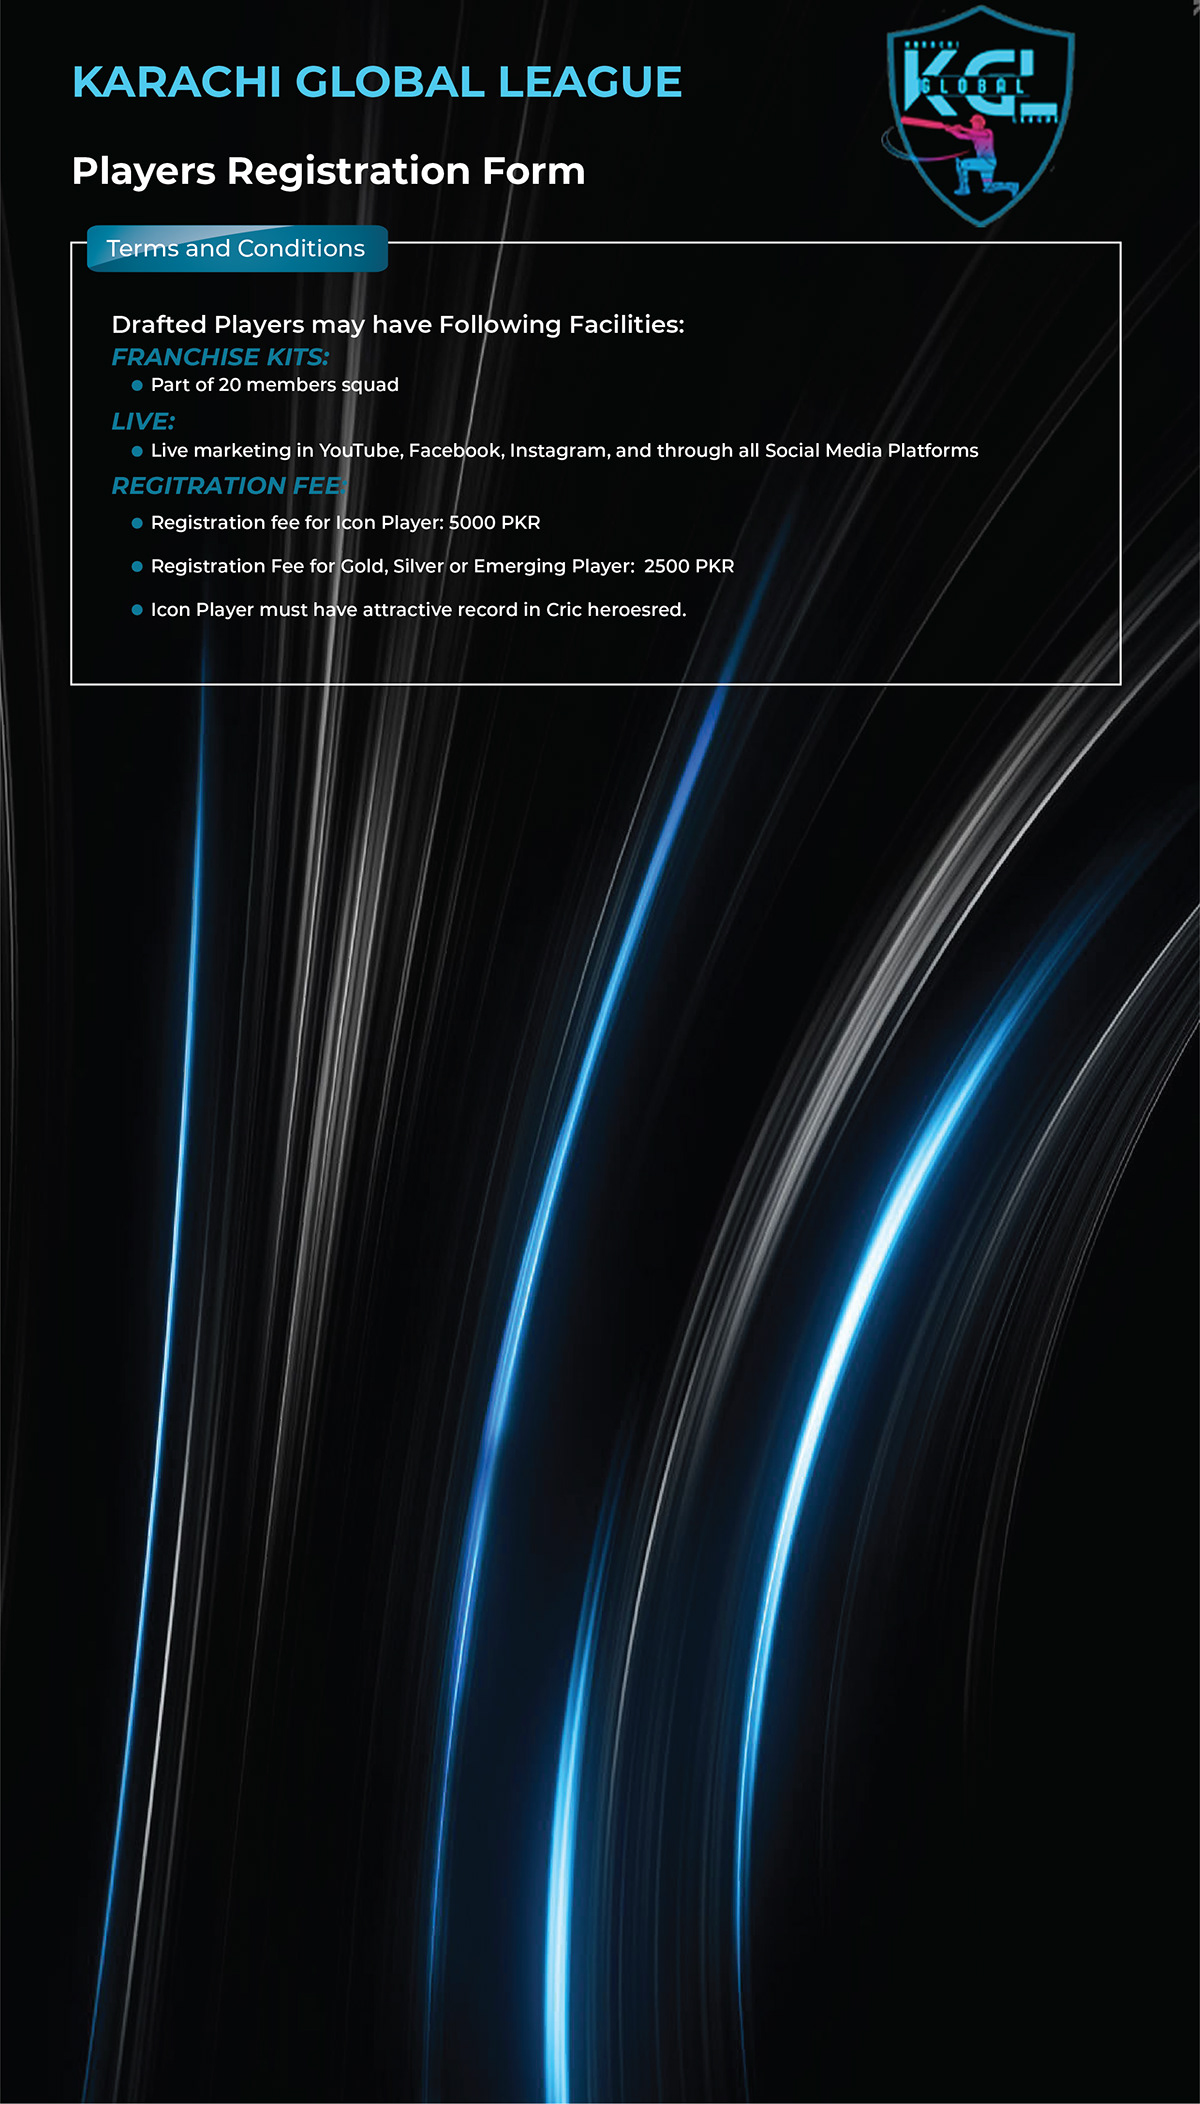 KARACHI GLOBAL LEAGUE
KARACHI
KGL
GLOBAL
LEAGUE
Players Registration Form
Terms and Conditions
Drafted Players may have Following Facilities:
FRANCHISE KITS:
Part of 20 members squad
LIVE:
Live marketing in YouTube, Facebook, Instagram, and through all Social Media Platforms
REGITRATION FEE:
Registration fee for Icon Player: 5000 PKR
Registration Fee for Gold, Silver or Emerging Player:  2500 PKR
Icon Player must have attractive record in Cric heroesred.